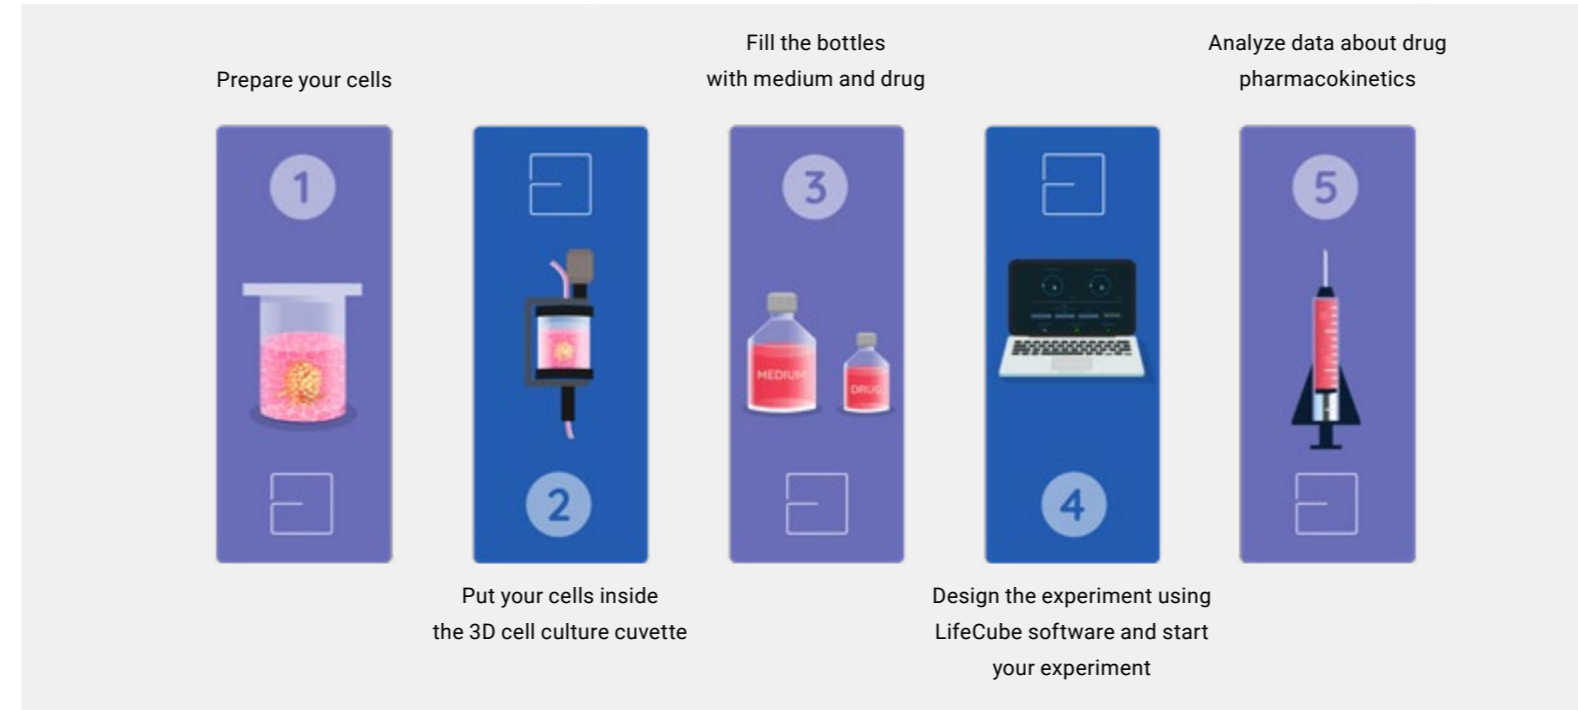 Prepare your cells
1
2
Put your cells inside
the 3D cell culture cuvette
Fill the bottles
with medium and drug
3
MEDIUM
DRUG
4
Design the experiment using
LifeCube software and start
your experiment
Analyze data about drug
pharmacokinetics
5